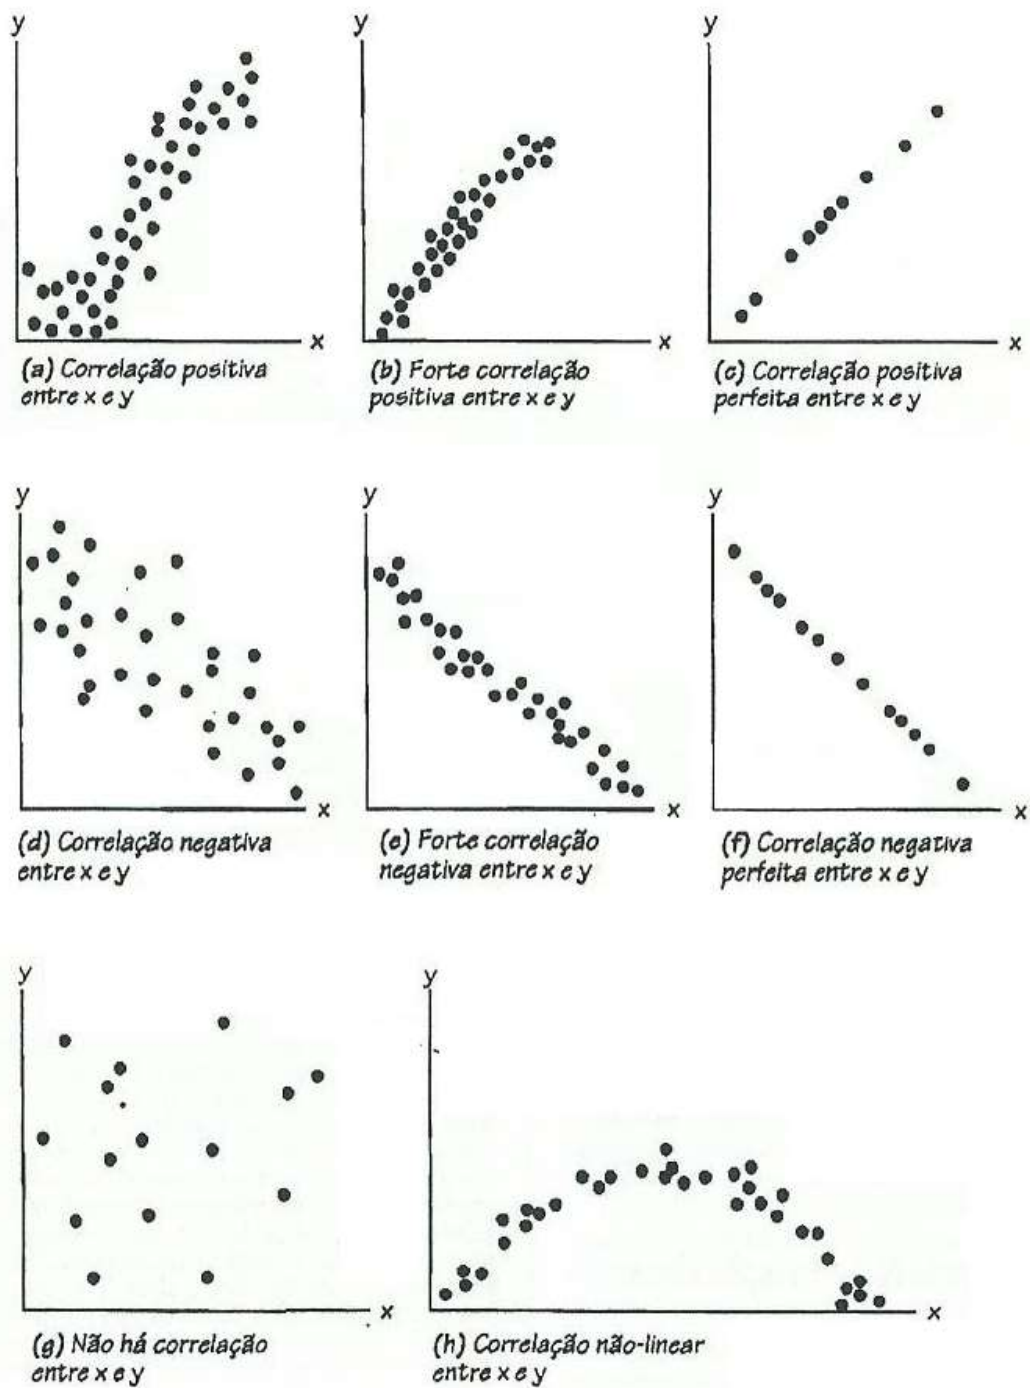 y
x
(a) Correlação positiva
entre x e y
y
x
(b) Forte correlação
positiva entre x e y
y
x
(c) Correlação positiva
perfeita entre x e y
y
x
(d) Correlação negativa
entre x e y
y
x
(e) Forte correlação
negativa entre x e y
y
x
(f) Correlação negativa
perfeita entre x e y
y
x
(g) Não há correlação
entre x e y
y
x
(h) Correlação não-linear
entre x e y